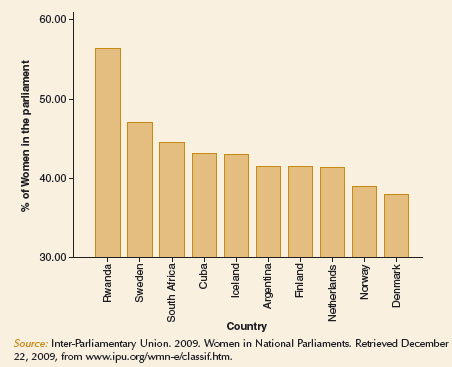 60.00
50.00
40.00
30.00
% of Women in the parliament
Rwanda
Sweden
South Africa
Cuba
Iceland
Argentina
Finland
Netherlands
Norway
Denmark
Country
Source: Inter-Parliamentary Union. 2009. Women in National Parliaments. Retrieved December
22, 2009, from www.ipu.org/wmn-e/classif.htm.